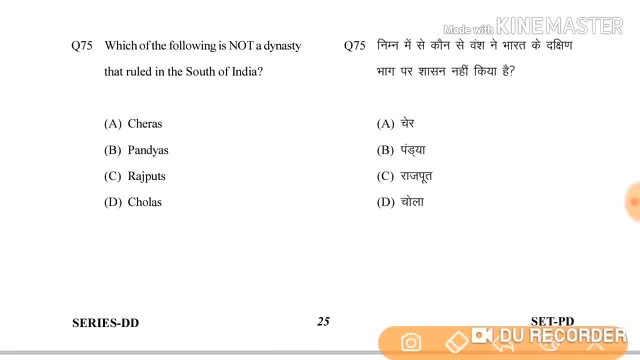 Made with KINEMASTER
Q75 Which of the following is NOT a dynasty
that ruled in the South of India?
(A) Cheras
(B) Pandyas
(C) Rajputs
(D) Cholas
Q75 निम्न में से कौन से वंश ने भारत के दक्षिण
भाग पर शासन नहीं किया है?
(A) चेर
(B) पंड्या
(C) राजपूत
(D) चोला
SERIES-DD
25
SET-PD
DU RECORDER